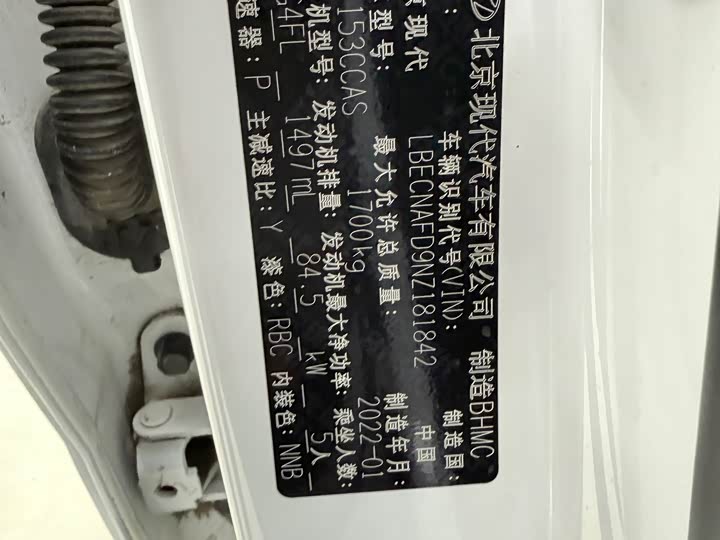 北京现代汽车有限公司 制造BHMC
车辆识别代号(VIN): 制造国:
现代 LBECNAFD9NZ181842 中国
型号: 最大允许总质量: 制造年月:
153CCAS 1700kg 2022-01
机型号: 发动机排量: 发动机最大净功率: 乘坐人数:
G4FL 1497ml 84.5 kW 5人
速器: P 主减速比: Y 漆色: RBC 内装色: NNB